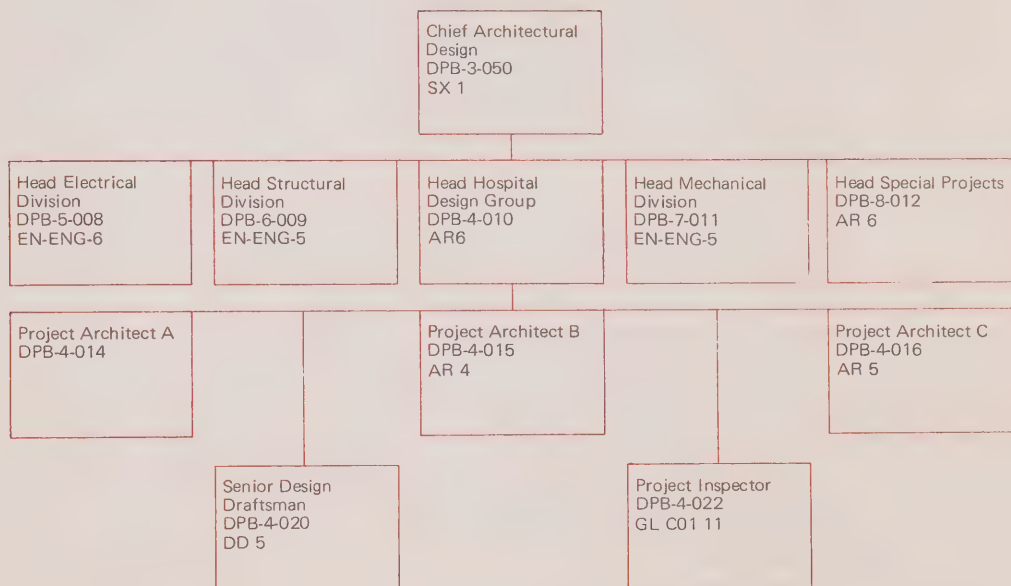 Chief Architectural
Design
DPB-3-050
SX 1
Head Electrical
Division
DPB-5-008
EN-ENG-6
Head Structural
Division
DPB-6-009
EN-ENG-5
Head Hospital
Design Group
DPB-4-010
AR6
Head Mechanical
Division
DPB-7-011
EN-ENG-5
Head Special Projects
DPB-8-012
AR 6
Project Architect A
DPB-4-014
Project Architect B
DPB-4-015
AR 4
Project Architect C
DPB-4-016
AR 5
Senior Design
Draftsman
DPB-4-020
DD 5
Project Inspector
DPB-4-022
GL C01 11